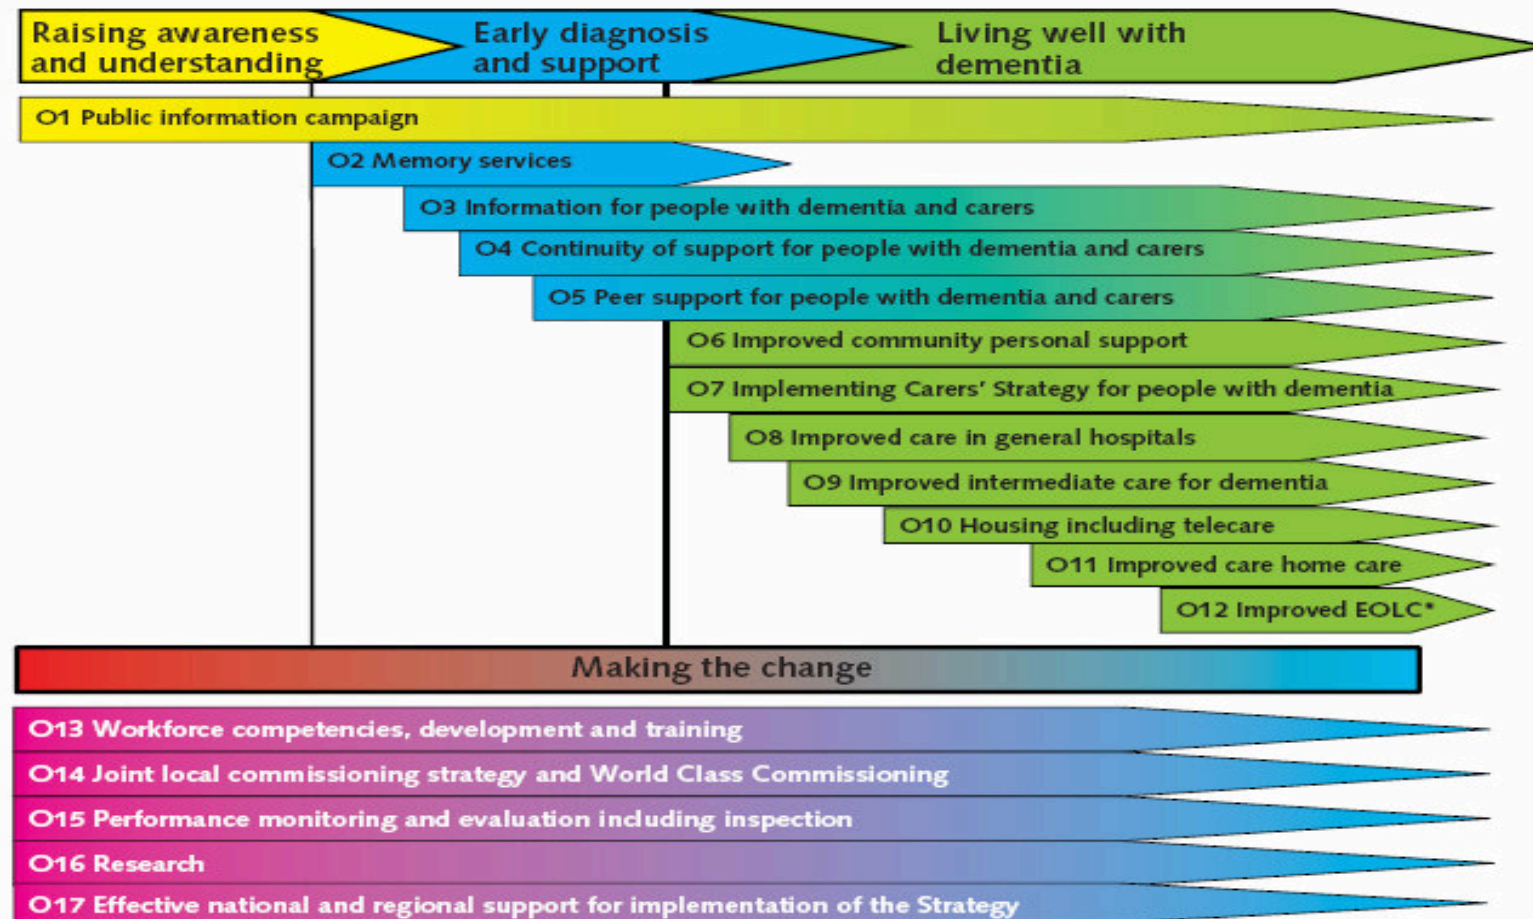 Raising awareness
and understanding
Early diagnosis
and support
Living well with
dementia
O1 Public information campaign
O2 Memory services
O3 Information for people with dementia and carers
O4 Continuity of support for people with dementia and carers
O5 Peer support for people with dementia and carers
O6 Improved community personal support
O7 Implementing Carers’ Strategy for people with dementia
O8 Improved care in general hospitals
O9 Improved intermediate care for dementia
O10 Housing including telecare
O11 Improved care home care
O12 Improved EOLC*
Making the change
O13 Workforce competencies, development and training
O14 Joint local commissioning strategy and World Class Commissioning
O15 Performance monitoring and evaluation including inspection
O16 Research
O17 Effective national and regional support for implementation of the Strategy